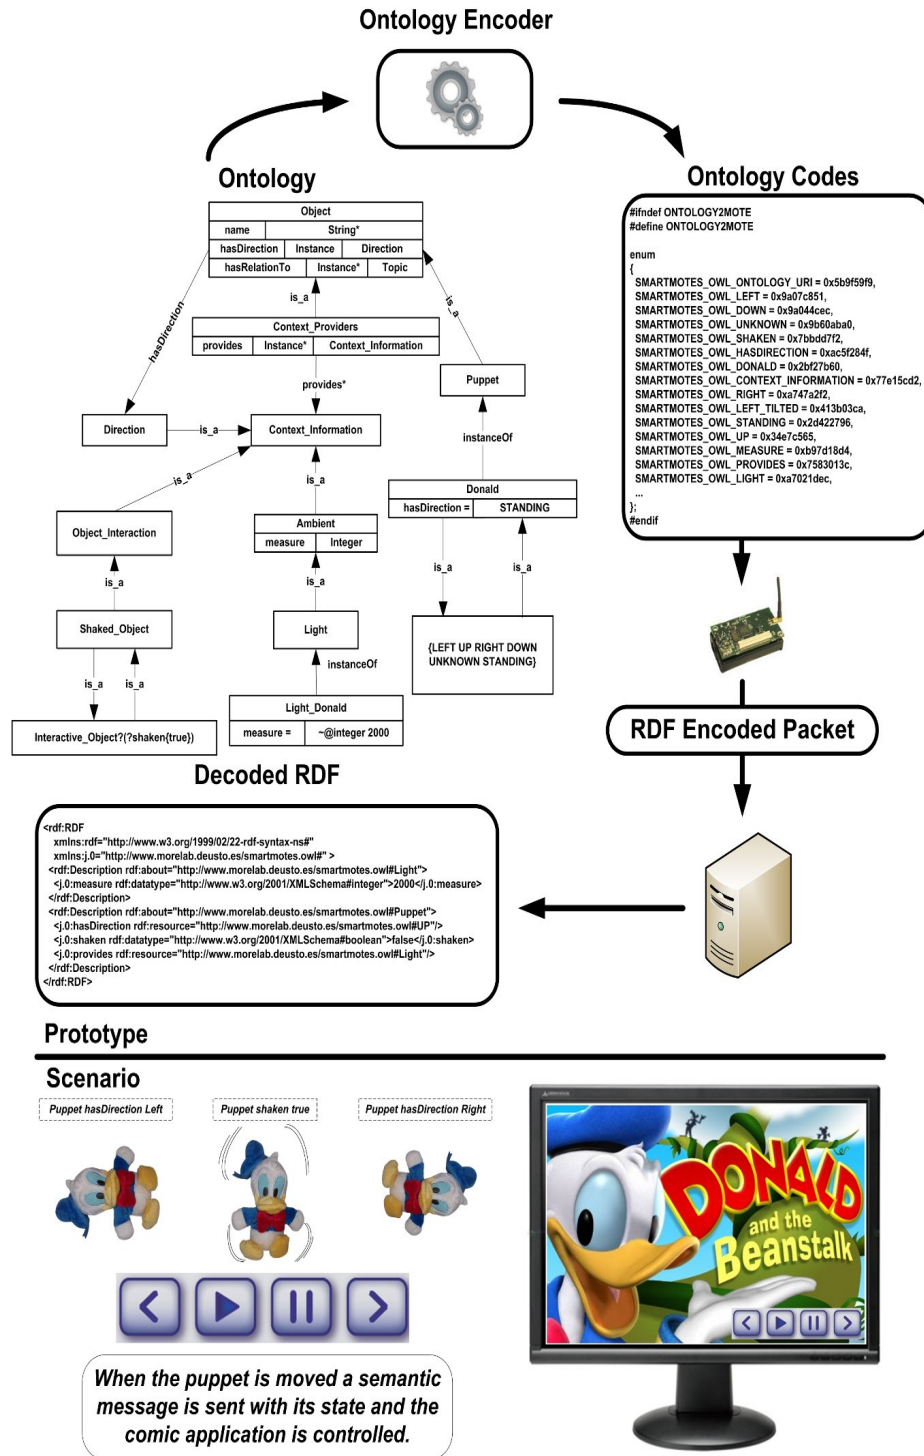 Ontology Encoder
Ontology
Object
name String*
hasDirection Instance Direction
hasRelationTo Instance* Topic
is_a
is_a
hasDirection
Context_Providers
provides Instance* Context_Information
provides*
Puppet
Direction
is_a
Context_Information
instanceOf
is_a
is_a
Donald
hasDirection = STANDING
Object_Interaction
Ambient
measure Integer
is_a
is_a
is_a
is_a
Shaked_Object
Light
{LEFT UP RIGHT DOWN
UNKNOWN STANDING}
instanceOf
is_a
is_a
Light_Donald
measure = ~@integer 2000
Interactive_Object?(?shaken{true})
Ontology Codes
#ifndef ONTOLOGY2MOTE
#define ONTOLOGY2MOTE
enum
{
SMARTMOTES_OWL_ONTOLOGY_URI = 0x5b9f59f9,
SMARTMOTES_OWL_LEFT = 0x9a07c851,
SMARTMOTES_OWL_DOWN = 0x9a044cec,
SMARTMOTES_OWL_UNKNOWN = 0x9b60aba0,
SMARTMOTES_OWL_SHAKEN = 0x7bbdd7f2,
SMARTMOTES_OWL_HASDIRECTION = 0xac5f284f,
SMARTMOTES_OWL_DONALD = 0x2bf27b60,
SMARTMOTES_OWL_CONTEXT_INFORMATION = 0x77e15cd2,
SMARTMOTES_OWL_RIGHT = 0xa747a2f2,
SMARTMOTES_OWL_LEFT_TILTED = 0x413b03ca,
SMARTMOTES_OWL_STANDING = 0x2d422796,
SMARTMOTES_OWL_UP = 0x34e7c565,
SMARTMOTES_OWL_MEASURE = 0xb97d18d4,
SMARTMOTES_OWL_PROVIDES = 0x7583013c,
SMARTMOTES_OWL_LIGHT = 0xa7021dec,
...
};
#endif
RDF Encoded Packet
Decoded RDF
<rdf:RDF
xmlns:rdf="http://www.w3.org/1999/02/22-rdf-syntax-ns#"
xmlns:j.0="http://www.morelab.deusto.es/smartmotes.owl#" >
<rdf:Description rdf:about="http://www.morelab.deusto.es/smartmotes.owl#Light">
<j.0:measure rdf:datatype="http://www.w3.org/2001/XMLSchema#integer">2000</j.0:measure>
</rdf:Description>
<rdf:Description rdf:about="http://www.morelab.deusto.es/smartmotes.owl#Puppet">
<j.0:hasDirection rdf:resource="http://www.morelab.deusto.es/smartmotes.owl#UP"/>
<j.0:shaken rdf:datatype="http://www.w3.org/2001/XMLSchema#boolean">false</j.0:shaken>
<j.0:provides rdf:resource="http://www.morelab.deusto.es/smartmotes.owl#Light"/>
</rdf:Description>
</rdf:RDF>
Prototype
Scenario
Puppet hasDirection Left
Puppet shaken true
Puppet hasDirection Right
When the puppet is moved a semantic
message is sent with its state and the
comic application is controlled.
DONALD
and the
Beanstalk